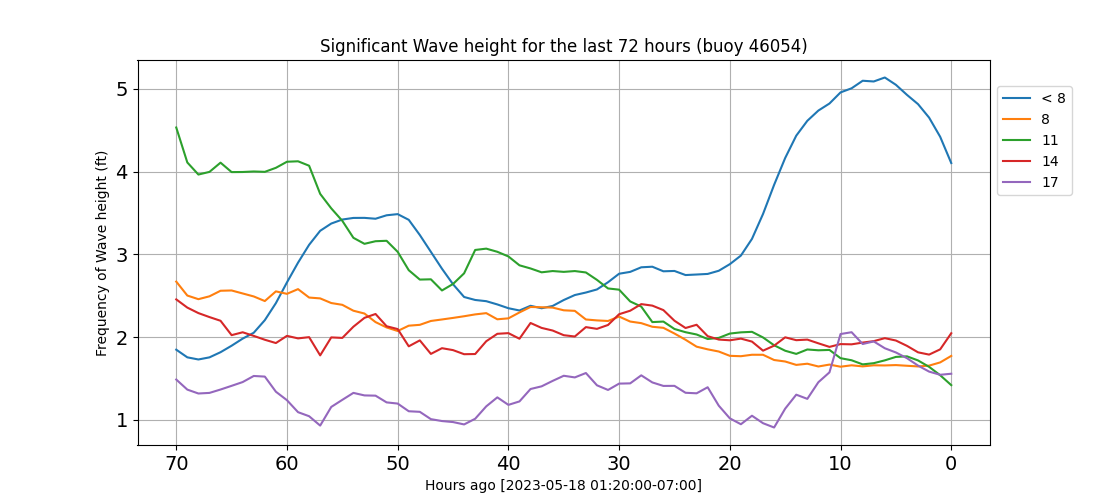 Significant Wave height for the last 72 hours (buoy 46054)
Frequency of Wave height (ft)
5
4
3
2
1
70 60 50 40 30 20 10 0
Hours ago [2023-05-18 01:20:00-07:00]
< 8
8
11
14
17